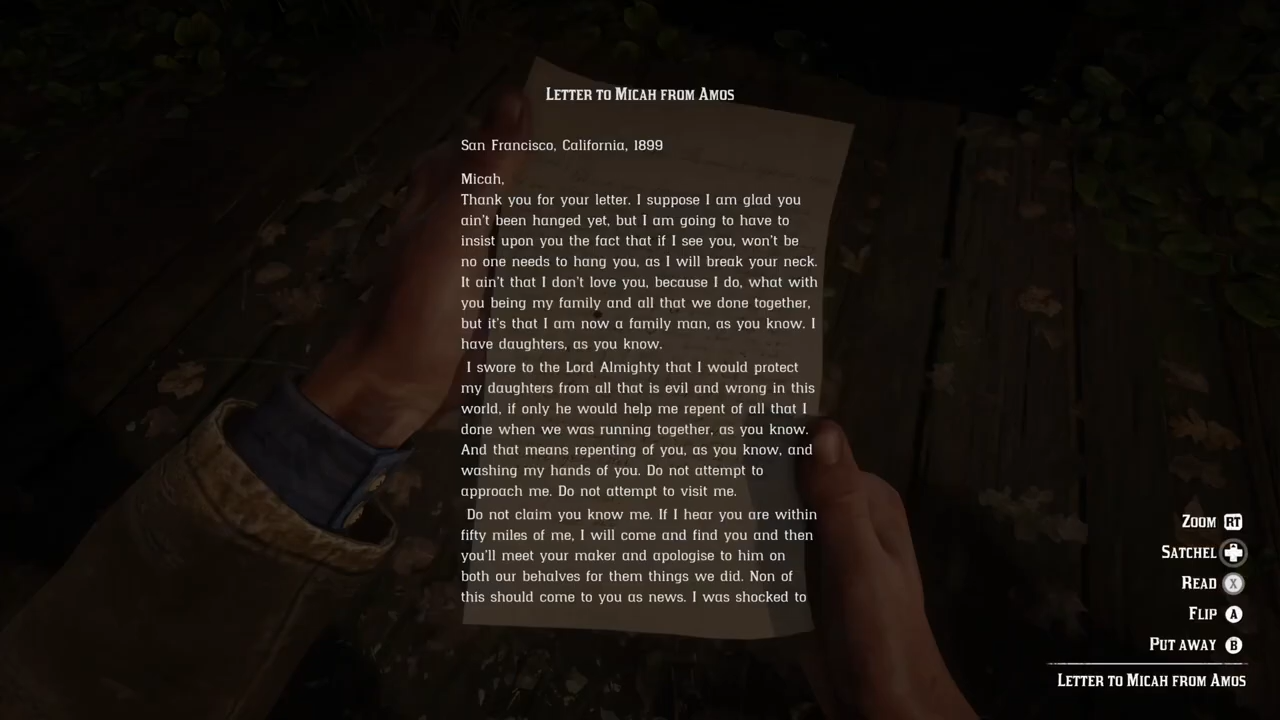 Letter to Micah from Amos
San Francisco, California, 1899
Micah,
Thank you for your letter. I suppose I am glad you
ain't been hanged yet, but I am going to have to
insist upon you the fact that if I see you, won't be
no one needs to hang you, as I will break your neck.
It ain't that I don't love you, because I do, what with
you being my family and all that we done together,
but it's that I am now a family man, as you know. I
have daughters, as you know.
I swore to the Lord Almighty that I would protect
my daughters from all that is evil and wrong in this
world, if only he would help me repent of all that I
done when we was running together, as you know.
And that means repenting of you, as you know, and
washing my hands of you. Do not attempt to
approach me. Do not attempt to visit me.
Do not claim you know me. If I hear you are within
fifty miles of me, I will come and find you and then
you'll meet your maker and apologise to him on
both our behalves for them things we did. Non of
this should come to you as news. I was shocked to
Zoom RT
Satchel
Read X
Flip A
Put away B
Letter to Micah from Amos